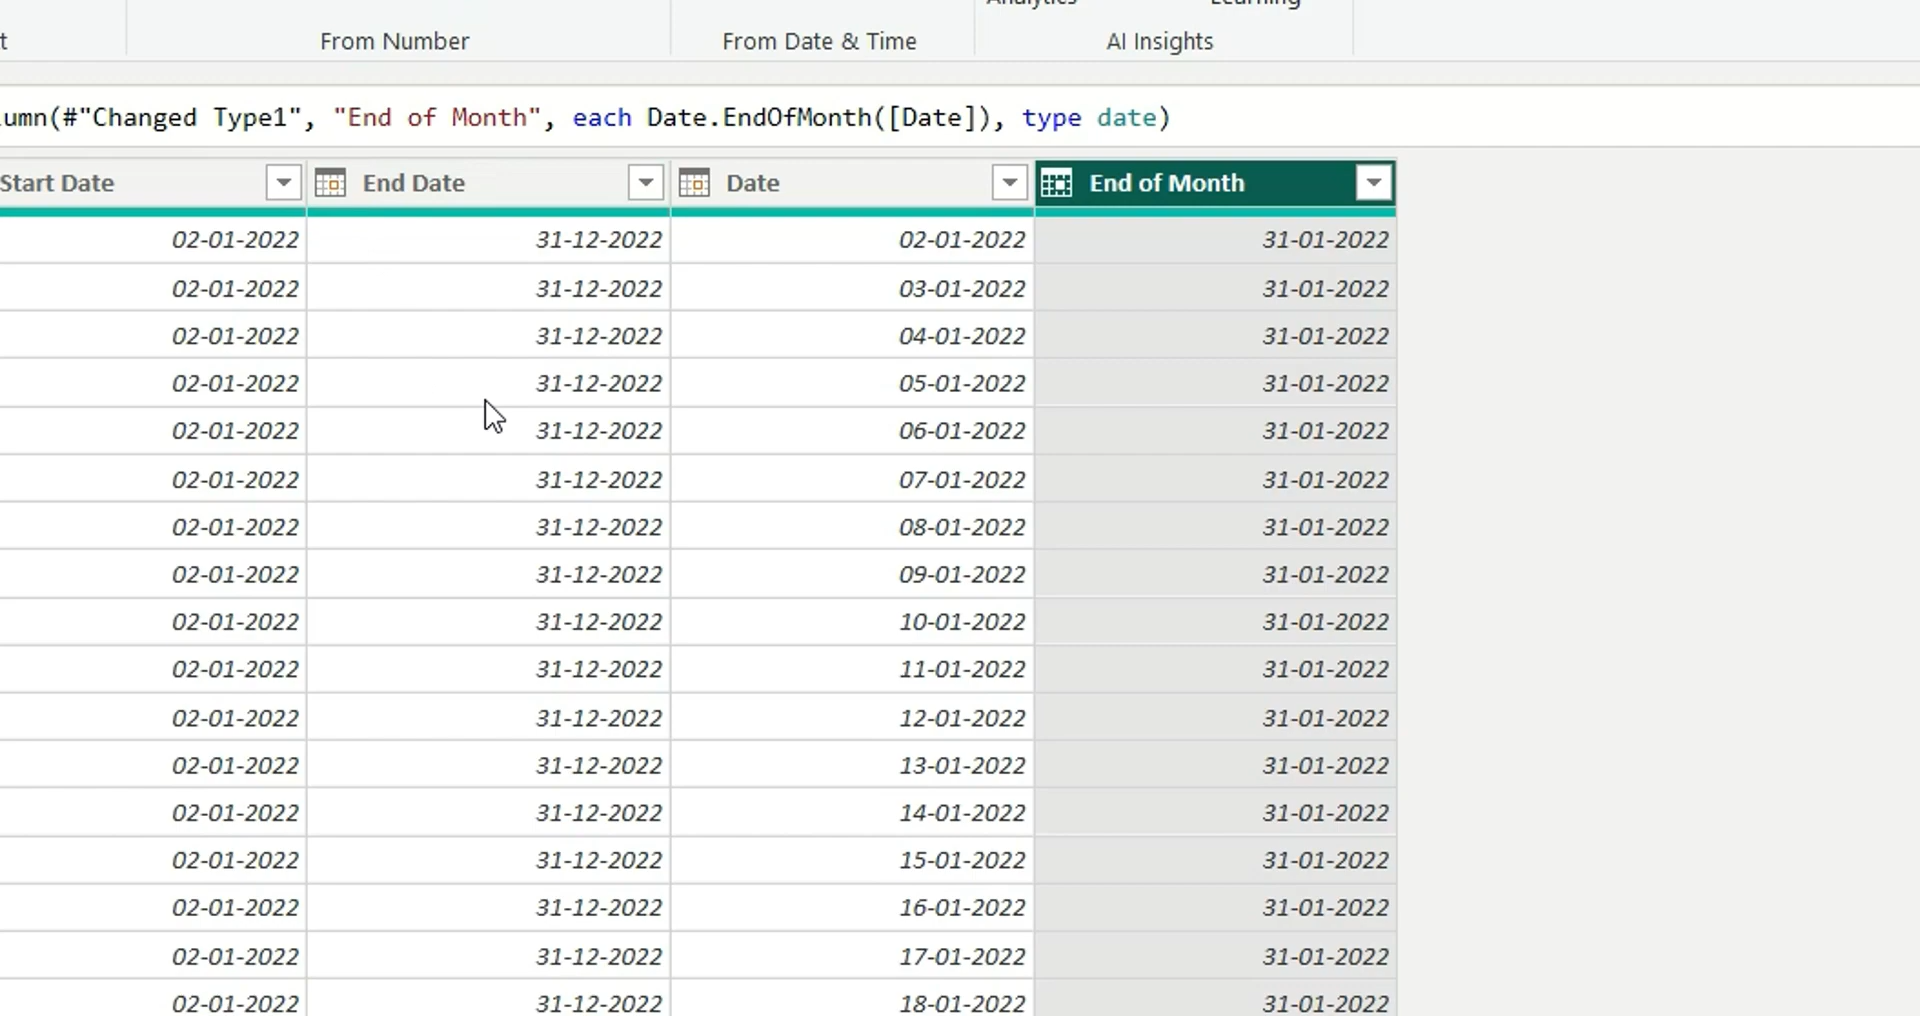 t From Number From Date & Time AI Insights
umn(#"Changed Type1", "End of Month", each Date.EndOfMonth([Date]), type date)
Start Date End Date Date End of Month
02-01-2022 31-12-2022 02-01-2022 31-01-2022
02-01-2022 31-12-2022 03-01-2022 31-01-2022
02-01-2022 31-12-2022 04-01-2022 31-01-2022
02-01-2022 31-12-2022 05-01-2022 31-01-2022
02-01-2022 31-12-2022 06-01-2022 31-01-2022
02-01-2022 31-12-2022 07-01-2022 31-01-2022
02-01-2022 31-12-2022 08-01-2022 31-01-2022
02-01-2022 31-12-2022 09-01-2022 31-01-2022
02-01-2022 31-12-2022 10-01-2022 31-01-2022
02-01-2022 31-12-2022 11-01-2022 31-01-2022
02-01-2022 31-12-2022 12-01-2022 31-01-2022
02-01-2022 31-12-2022 13-01-2022 31-01-2022
02-01-2022 31-12-2022 14-01-2022 31-01-2022
02-01-2022 31-12-2022 15-01-2022 31-01-2022
02-01-2022 31-12-2022 16-01-2022 31-01-2022
02-01-2022 31-12-2022 17-01-2022 31-01-2022
02-01-2022 31-12-2022 18-01-2022 31-01-2022